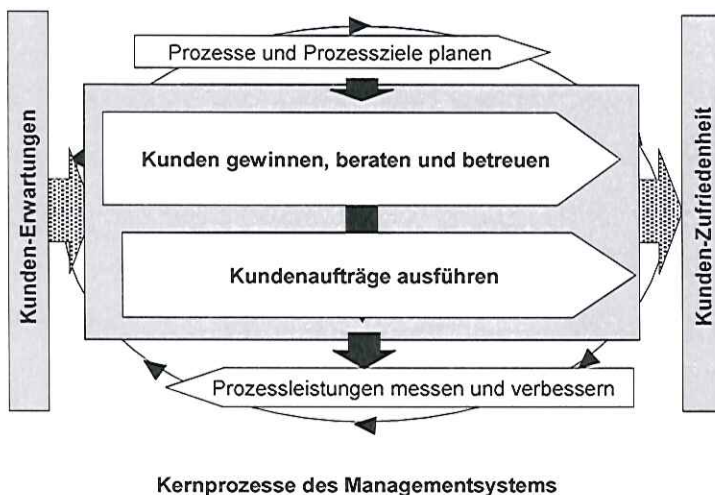 Prozesse und Prozessziele planen
Kunden-Erwartungen
Kunden gewinnen, beraten und betreuen
Kundenaufträge ausführen
Kunden-Zufriedenheit
Prozessleistungen messen und verbessern
Kernprozesse des Managementsystems